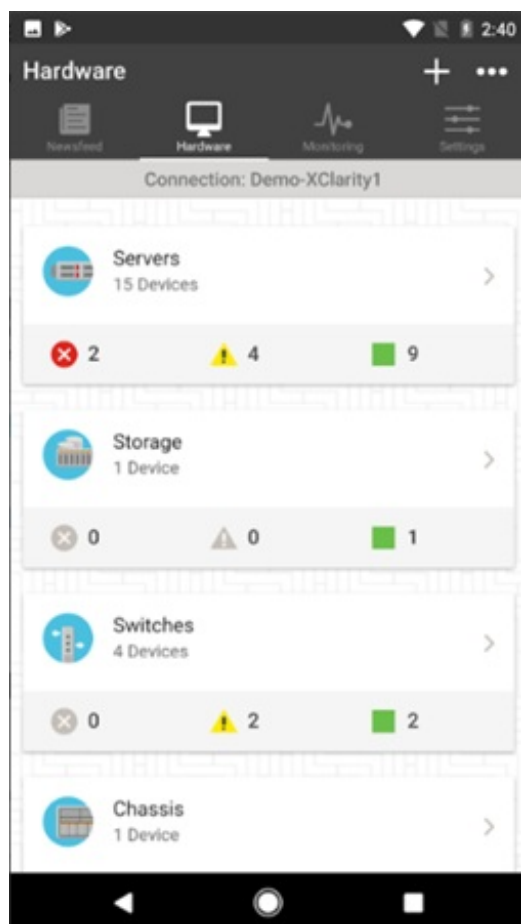 2:40
Hardware
Newsfeed Hardware Monitoring Settings
Connection: Demo-XClarity1
Servers
15 Devices
2 4 9
Storage
1 Device
0 0 1
Switches
4 Devices
0 2 2
Chassis
1 Device